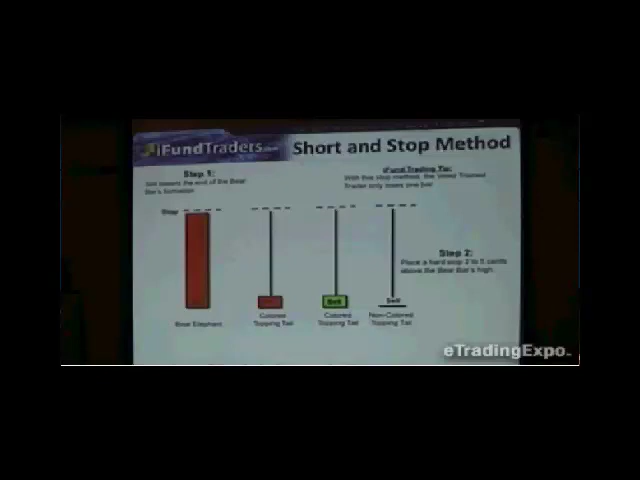 iFundTraders.com
Short and Stop Method
Step 1:
Sell toward the end of the Bear
Bar's formation
iFund Trading Tip:
With this stop method, the Velez Trained
Trader only loses one bar
Stop
Step 2:
Place a hard stop 2 to 5 cents
above the Bear Bar's high.
Sell
Sell
Bear Elephant
Colored
Topping Tail
Colored
Topping Tail
Non-Colored
Topping Tail
eTradingExpo